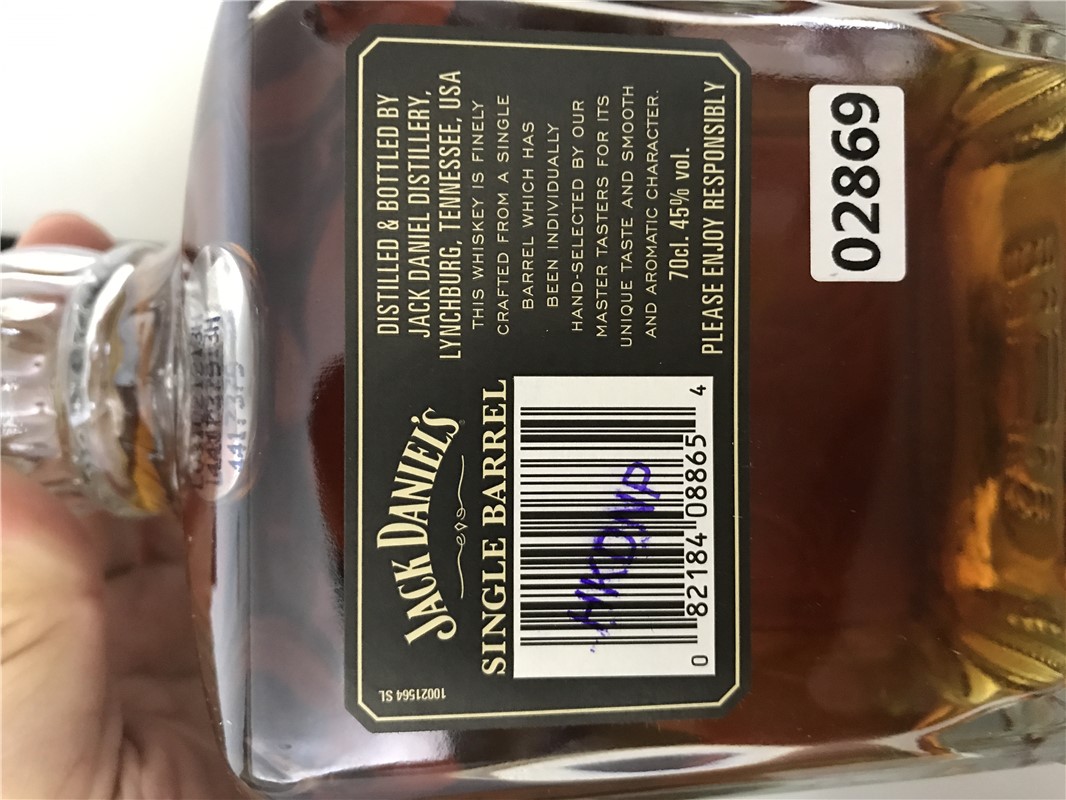 JACK DANIEL'S
SINGLE BARREL
HKDNP
0 82184 08865 4
10021564 SL
DISTILLED & BOTTLED BY
JACK DANIEL DISTILLERY,
LYNCHBURG, TENNESSEE, USA
THIS WHISKEY IS FINELY
CRAFTED FROM A SINGLE
BARREL WHICH HAS
BEEN INDIVIDUALLY
HAND-SELECTED BY OUR
MASTER TASTERS FOR ITS
UNIQUE TASTE AND SMOOTH
AND AROMATIC CHARACTER.
70cl. 45% vol.
PLEASE ENJOY RESPONSIBLY
02869